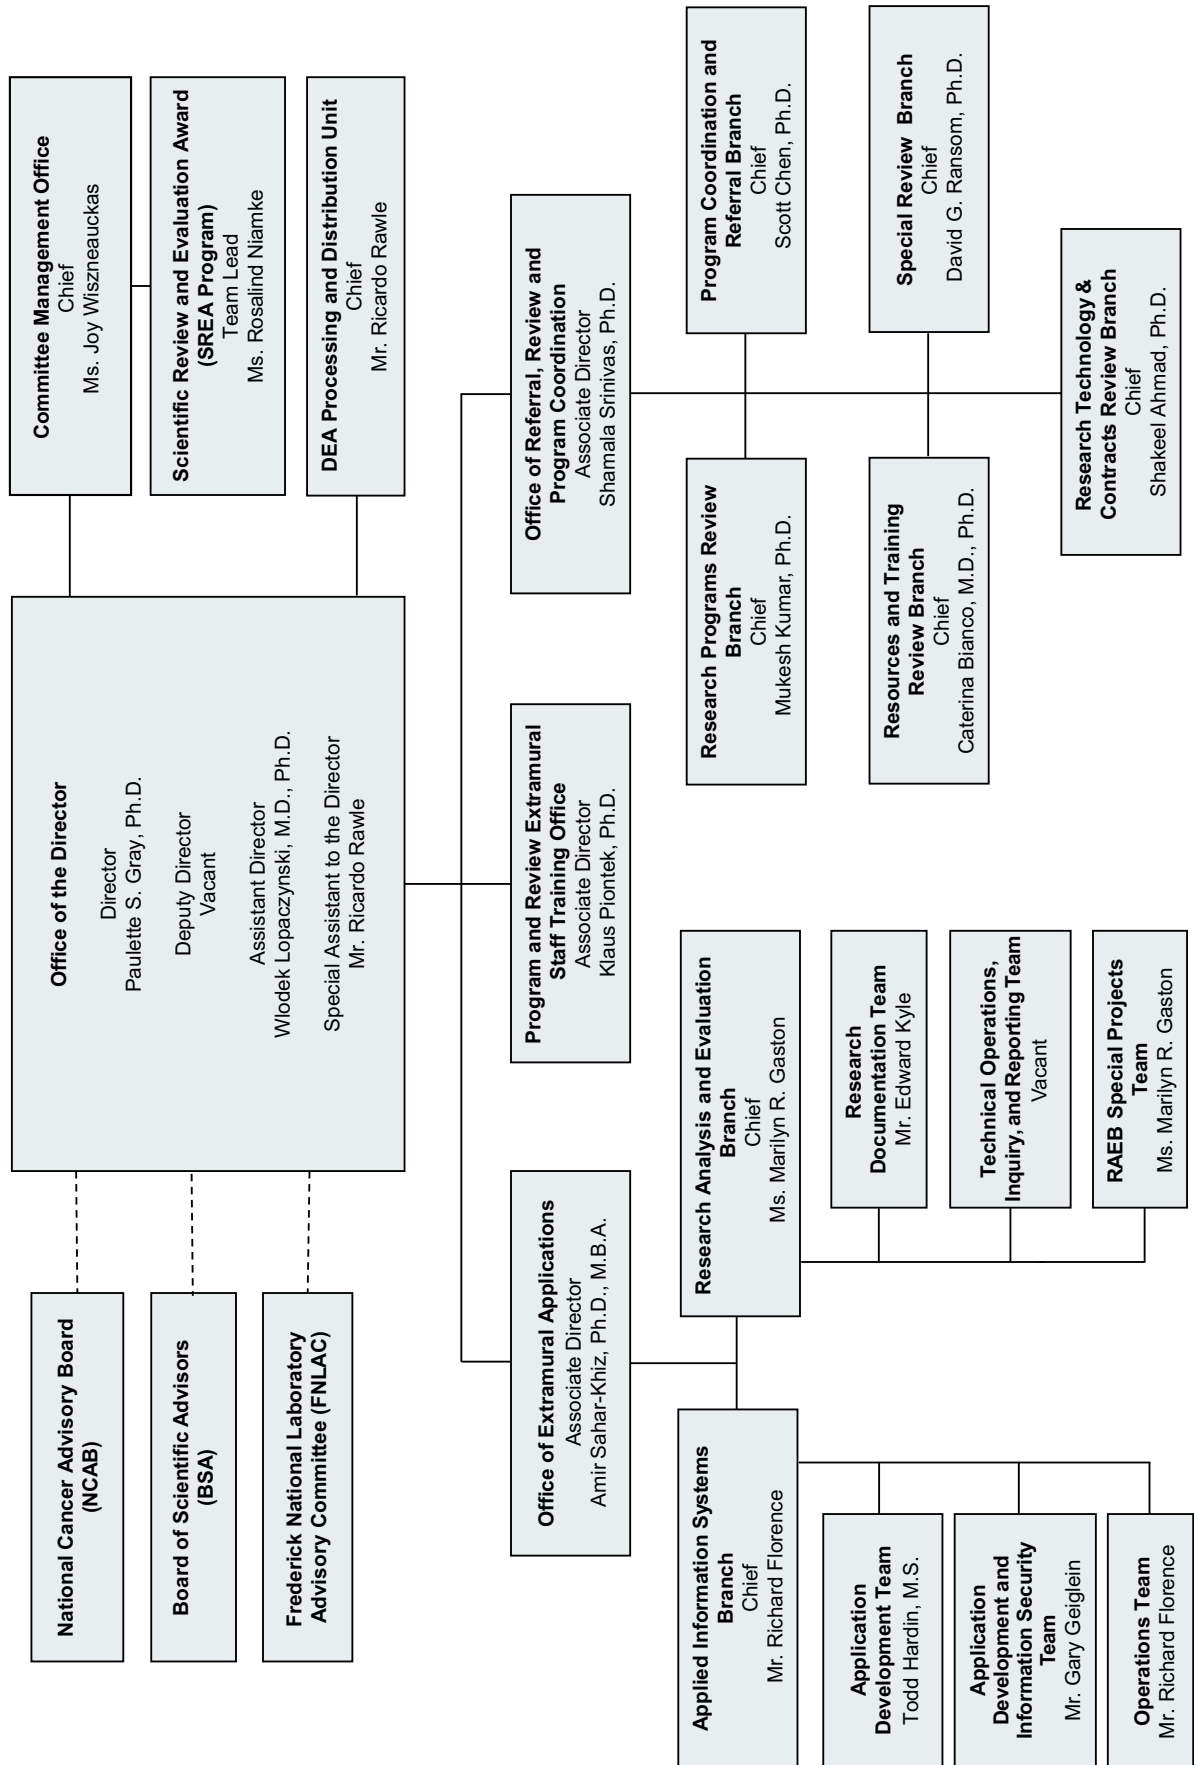 National Cancer Advisory Board
(NCAB)
Board of Scientific Advisors
(BSA)
Frederick National Laboratory
Advisory Committee (FNLAC)
Office of the Director
Director
Paulette S. Gray, Ph.D.
Deputy Director
Vacant
Assistant Director
Wlodek Lopaczynski, M.D., Ph.D.
Special Assistant to the Director
Mr. Ricardo Rawle
Committee Management Office
Chief
Ms. Joy Wiszneauckas
Scientific Review and Evaluation Award
(SREA Program)
Team Lead
Ms. Rosalind Niamke
DEA Processing and Distribution Unit
Chief
Mr. Ricardo Rawle
Office of Extramural Applications
Associate Director
Amir Sahar-Khiz, Ph.D., M.B.A.
Program and Review Extramural
Staff Training Office
Associate Director
Klaus Piontek, Ph.D.
Office of Referral, Review and
Program Coordination
Associate Director
Shamala Srinivas, Ph.D.
Applied Information Systems
Branch
Chief
Mr. Richard Florence
Research Analysis and Evaluation
Branch
Chief
Ms. Marilyn R. Gaston
Research Programs Review
Branch
Chief
Mukesh Kumar, Ph.D.
Program Coordination and
Referral Branch
Chief
Scott Chen, Ph.D.
Application
Development Team
Todd Hardin, M.S.
Research
Documentation Team
Mr. Edward Kyle
Resources and Training
Review Branch
Chief
Caterina Bianco, M.D., Ph.D.
Special Review Branch
Chief
David G. Ransom, Ph.D.
Application
Development and
Information Security
Team
Mr. Gary Geiglein
Technical Operations,
Inquiry, and Reporting Team
Vacant
Operations Team
Mr. Richard Florence
RAEB Special Projects
Team
Ms. Marilyn R. Gaston
Research Technology &
Contracts Review Branch
Chief
Shakeel Ahmad, Ph.D.